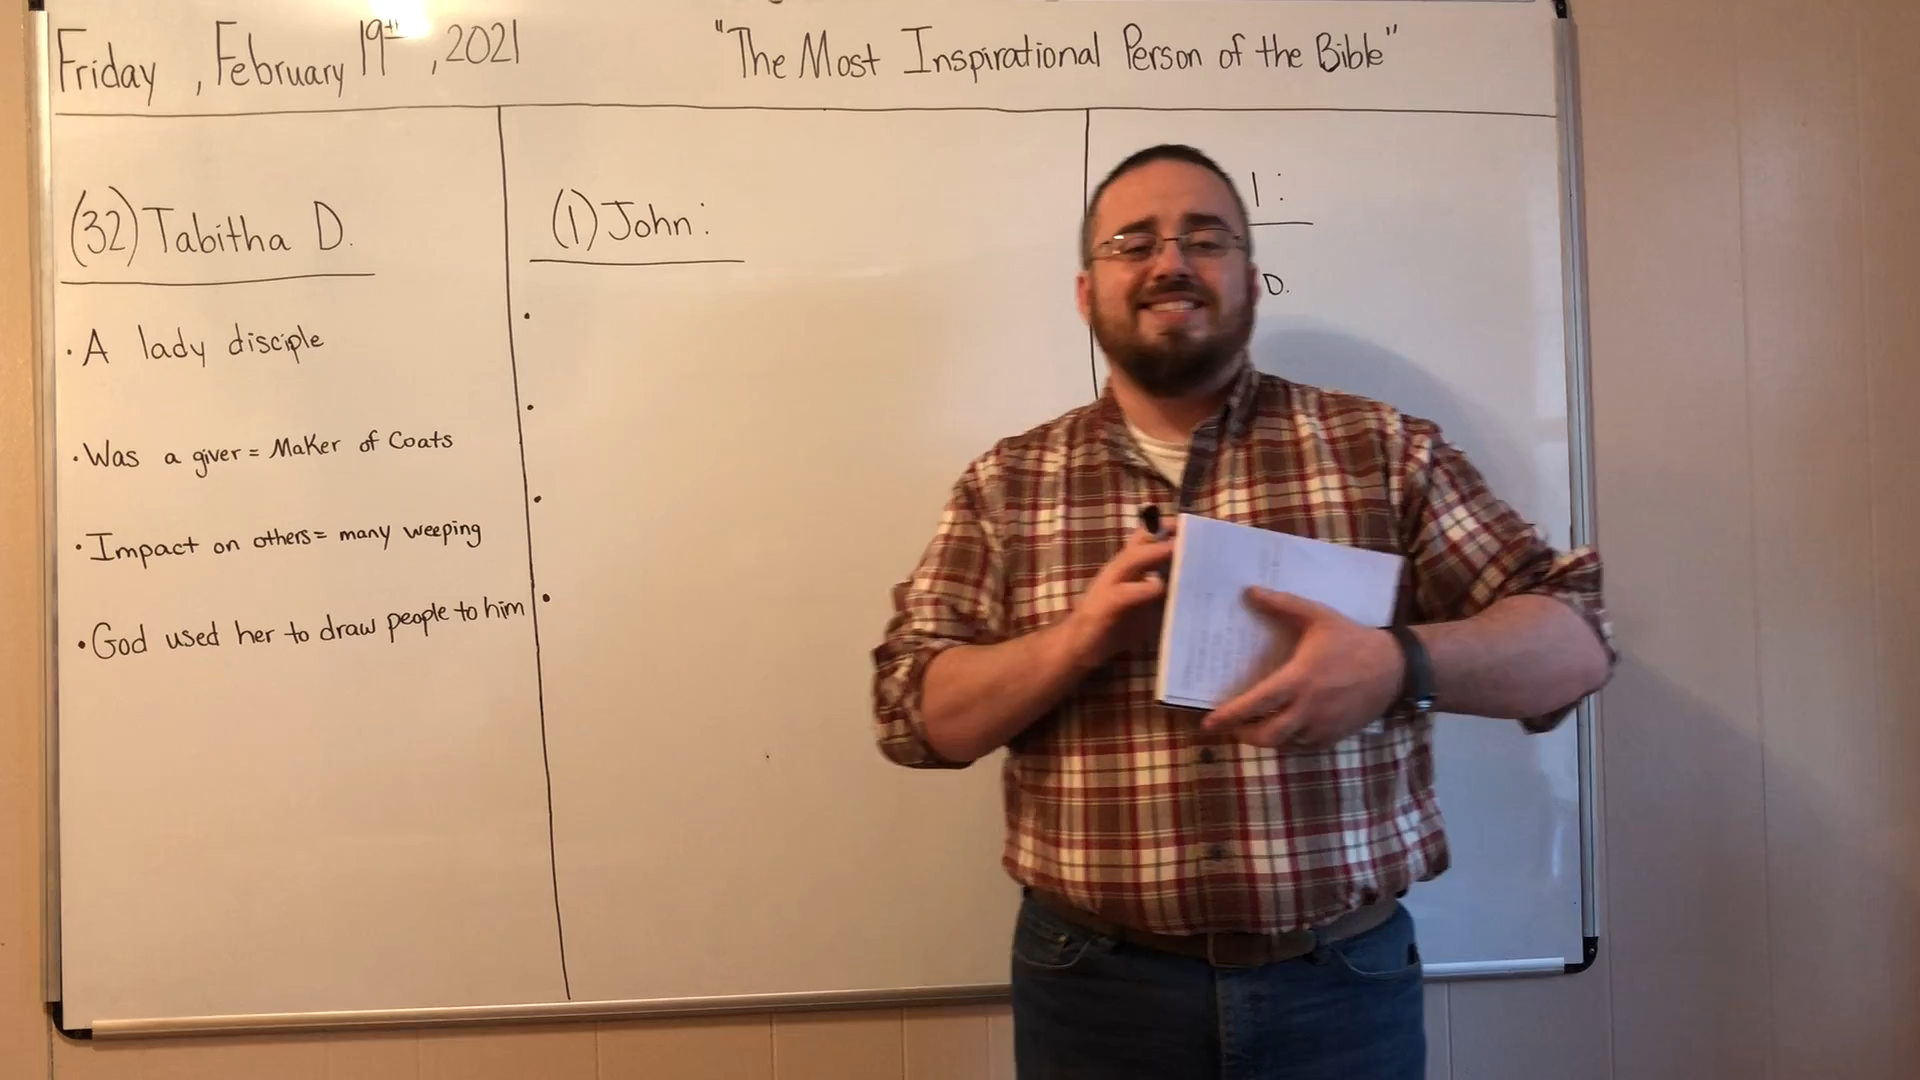 Friday, February 19th, 2021
"The Most Inspirational Person of the Bible"
(32) Tabitha D.
· A lady disciple
· Was a giver = Maker of Coats
· Impact on others = many weeping
· God used her to draw people to him
(1) John:
·
·
·
·
1:
D.